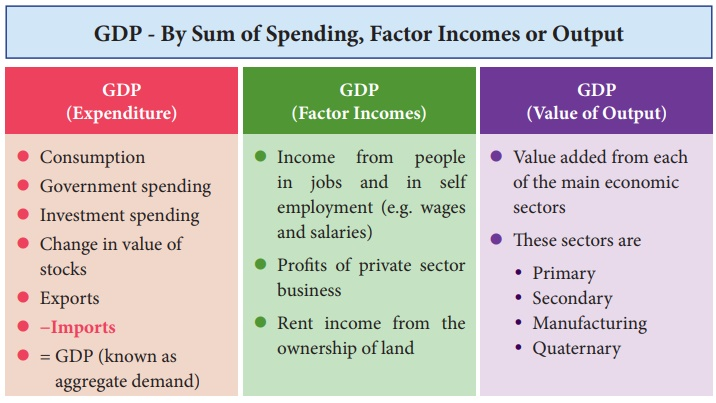 GDP - By Sum of Spending, Factor Incomes or Output
GDP
(Expenditure)
Consumption
Government spending
Investment spending
Change in value of
stocks
Exports
–Imports
= GDP (known as
aggregate demand)
GDP
(Factor Incomes)
Income from people
in jobs and in self
employment (e.g. wages
and salaries)
Profits of private sector
business
Rent income from the
ownership of land
GDP
(Value of Output)
Value added from each
of the main economic
sectors
These sectors are
Primary
Secondary
Manufacturing
Quaternary